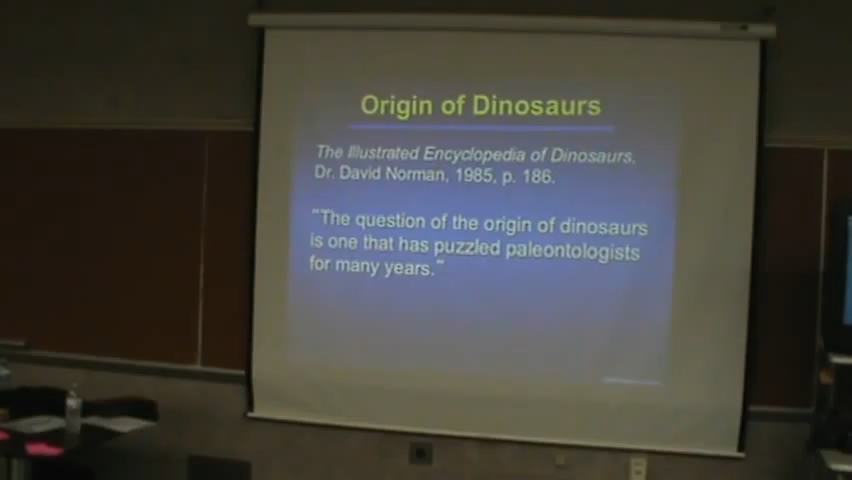 Origin of Dinosaurs
The Illustrated Encyclopedia of Dinosaurs,
Dr. David Norman, 1985, p. 186.
"The question of the origin of dinosaurs
is one that has puzzled paleontologists
for many years."